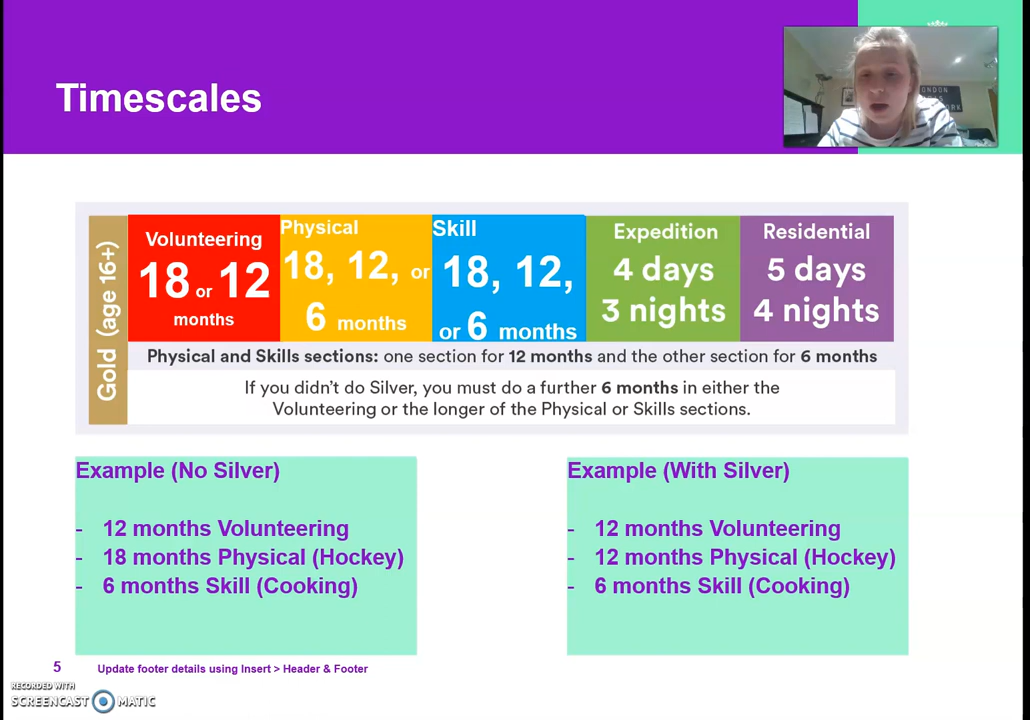 Timescales
Gold (age 16+)
Volunteering
18 or 12
months
Physical
18, 12, or
6 months
Skill
18, 12,
or 6 months
Expedition
4 days
3 nights
Residential
5 days
4 nights
Physical and Skills sections: one section for 12 months and the other section for 6 months
If you didn't do Silver, you must do a further 6 months in either the
Volunteering or the longer of the Physical or Skills sections.
Example (No Silver)
- 12 months Volunteering
- 18 months Physical (Hockey)
- 6 months Skill (Cooking)
Example (With Silver)
- 12 months Volunteering
- 12 months Physical (Hockey)
- 6 months Skill (Cooking)
5
Update footer details using Insert > Header & Footer
RECORDED WITH
SCREENCAST MATIC